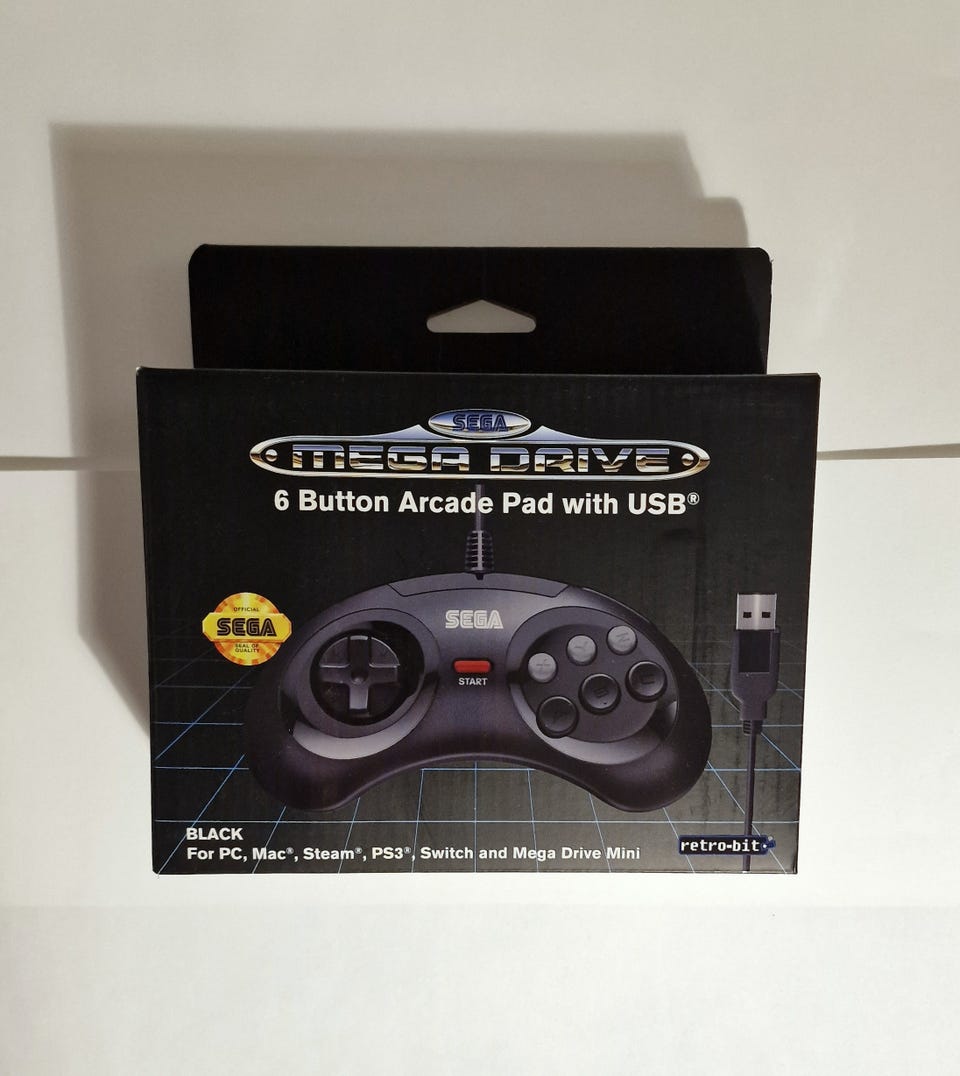 SEGA
MEGA DRIVE
6 Button Arcade Pad with USB®
SEGA
OFFICIAL
SEGA
SEAL OF
QUALITY
START
X
Y
Z
A
B
C
BLACK
For PC, Mac®, Steam®, PS3®, Switch and Mega Drive Mini
retro-bit